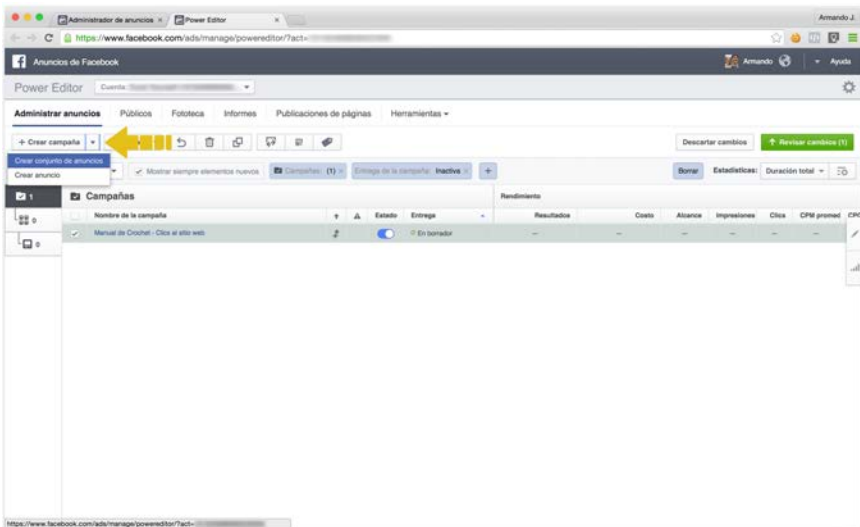 Administrador de anuncios
Power Editor
Armando J.
https://www.facebook.com/ads/manage/powereditor/?act=
Anuncios de Facebook
Armando
Ayuda
Power Editor
Cuenta:
Administrar anuncios
Públicos
Fototeca
Informes
Publicaciones de páginas
Herramientas
+ Crear campaña
Descartar cambios
Revisar cambios (1)
Crear conjunto de anuncios
Crear anuncio
Mostrar siempre elementos nuevos
Campañas: (1) ×
Entrega de la campaña: Inactiva ×
+
Borrar
Estadísticas:
Duración total
1
Campañas
Rendimiento
0
Nombre de la campaña
Estado
Entrega
Resultados
Costo
Alcance
Impresiones
Clics
CPM promed
CPC
0
Manual de Crochet - Clics al sitio web
En borrador
— — — — — —
https://www.facebook.com/ads/manage/powereditor/?act=